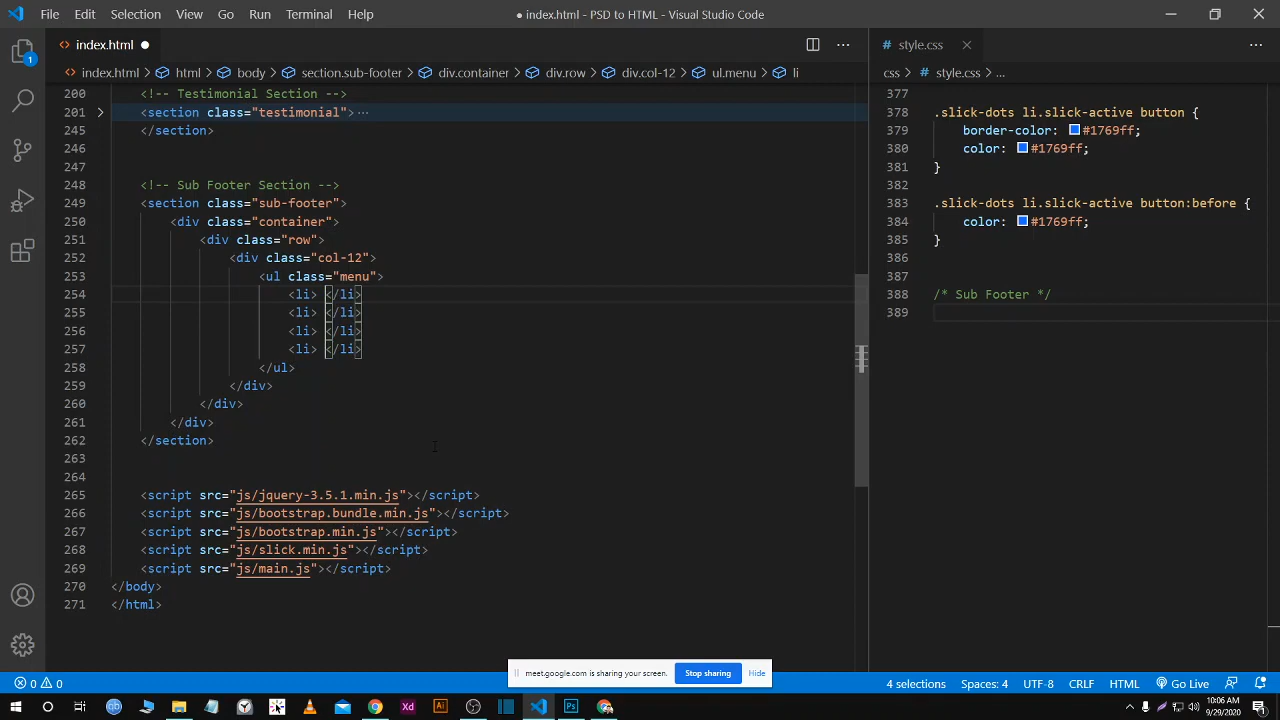 File Edit Selection View Go Run Terminal Help ● index.html - PSD to HTML - Visual Studio Code
index.html
index.html > html > body > section.sub-footer > div.container > div.row > div.col-12 > ul.menu > li
200 <!-- Testimonial Section -->
201 <section class="testimonial">···
245 </section>
246
247
248 <!-- Sub Footer Section -->
249 <section class="sub-footer">
250 <div class="container">
251 <div class="row">
252 <div class="col-12">
253 <ul class="menu">
254 <li> </li>
255 <li> </li>
256 <li> </li>
257 <li> </li>
258 </ul>
259 </div>
260 </div>
261 </div>
262 </section>
263
264
265 <script src="js/jquery-3.5.1.min.js"></script>
266 <script src="js/bootstrap.bundle.min.js"></script>
267 <script src="js/bootstrap.min.js"></script>
268 <script src="js/slick.min.js"></script>
269 <script src="js/main.js"></script>
270 </body>
271 </html>
style.css
css > style.css > ...
377
378 .slick-dots li.slick-active button {
379 border-color: #1769ff;
380 color: #1769ff;
381 }
382
383 .slick-dots li.slick-active button:before {
384 color: #1769ff;
385 }
386
387
388 /* Sub Footer */
389
1
meet.google.com is sharing your screen. Stop sharing Hide
0 0 4 selections Spaces: 4 UTF-8 CRLF HTML Go Live
qb Xd Ai Ps
10:06 AM
9/29/2020
1